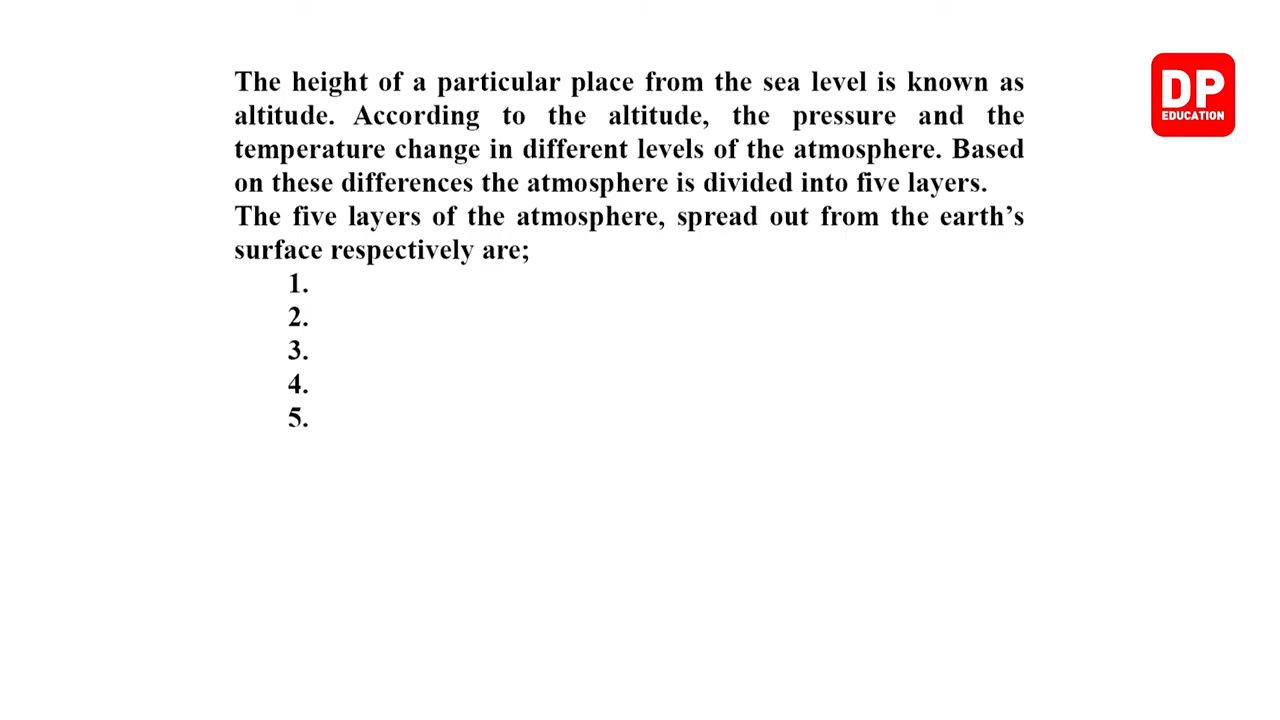 The height of a particular place from the sea level is known as
altitude. According to the altitude, the pressure and the
temperature change in different levels of the atmosphere. Based
on these differences the atmosphere is divided into five layers.
The five layers of the atmosphere, spread out from the earth’s
surface respectively are;
1.
2.
3.
4.
5.
DP
EDUCATION